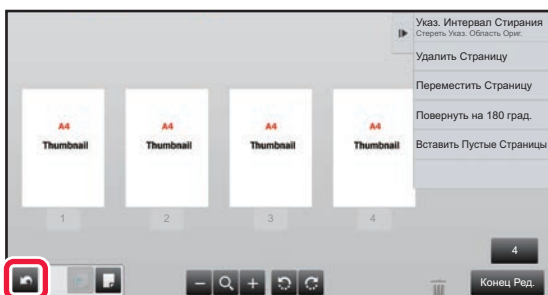 Указ. Интервал Стирания
Стереть Указ. Область Ориг.
Удалить Страницу
Переместить Страницу
Повернуть на 180 град.
Вставить Пустые Страницы
A4 A4 A4 A4
Thumbnail Thumbnail Thumbnail Thumbnail
1 2 3 4
4
Конец Ред.